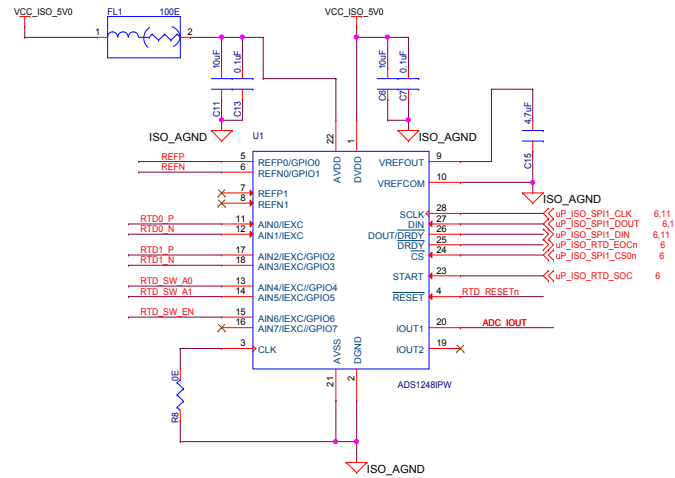 VCC_ISO_5V0
FL1 100E
1 2
VCC_ISO_5V0
10uF
0.1uF
C11
C13
ISO_AGND
10uF
0.1uF
C6
C7
ISO_AGND
4.7uF
C15
ISO_AGND
U1
22
1
AVDD
DVDD
REFP 5 REFP0/GPIO0
REFN 6 REFN0/GPIO1
7 REFP1
8 REFN1
RTD0_P 11 AIN0/IEXC
RTD0_N 12 AIN1/IEXC
RTD1_P 17 AIN2/IEXC/GPIO2
RTD1_N 18 AIN3/IEXC/GPIO3
RTD_SW_A0 13 AIN4/IEXC//GPIO4
RTD_SW_A1 14 AIN5/IEXC/GPIO5
RTD_SW_EN 15 AIN6/IEXC/GPIO6
16 AIN7/IEXC//GPIO7
3 CLK
VREFOUT 9
VREFCOM 10
SCLK 28 uP_ISO_SPI1_CLK 6,11
DIN 27 uP_ISO_SPI1_DOUT 6,1
DOUT/DRDY 26 uP_ISO_SPI1_DIN 6,11
DRDY 25 uP_ISO_RTD_EOCn 6
CS 24 uP_ISO_SPI1_CS0n 6
START 23 uP_ISO_RTD_SOC 6
RESET 4 RTD_RESETn
IOUT1 20 ADC_IOUT
IOUT2 19
AVSS
DGND
21
2
ADS1248IPW
0E
R8
ISO_AGND